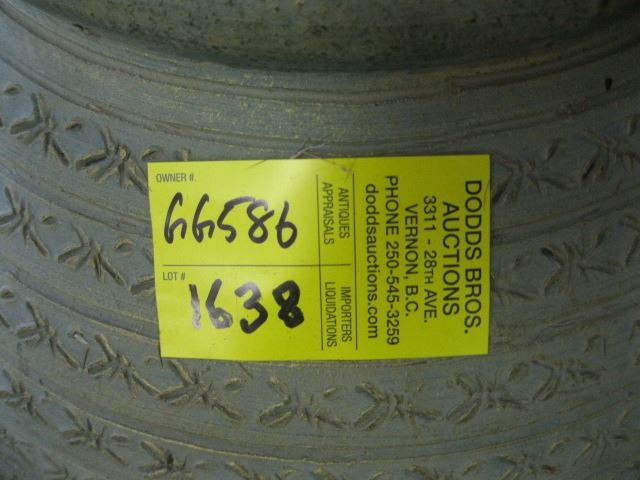 OWNER #.
GG586
LOT #
1638
ANTIQUES
APPRAISALS
IMPORTERS
LIQUIDATIONS
DODDS BROS.
AUCTIONS
3311 - 28TH AVE.
VERNON, B.C.
PHONE 250-545-3259
doddsauctions.com